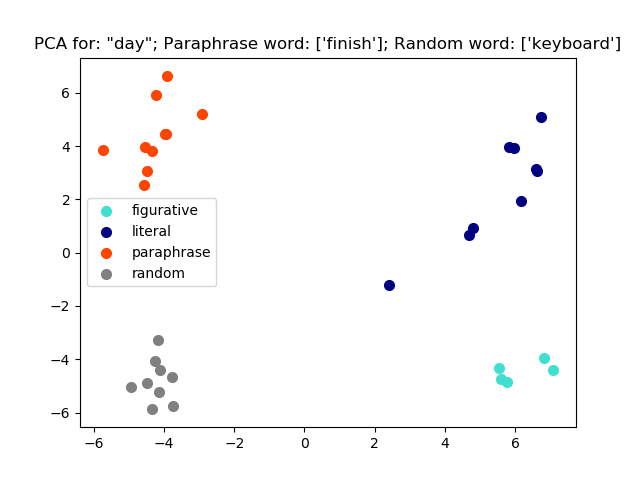 PCA for: "day"; Paraphrase word: ['finish']; Random word: ['keyboard']
6
4
2
0
−2
−4
−6
figurative
literal
paraphrase
random
−6
−4
−2
0
2
4
6